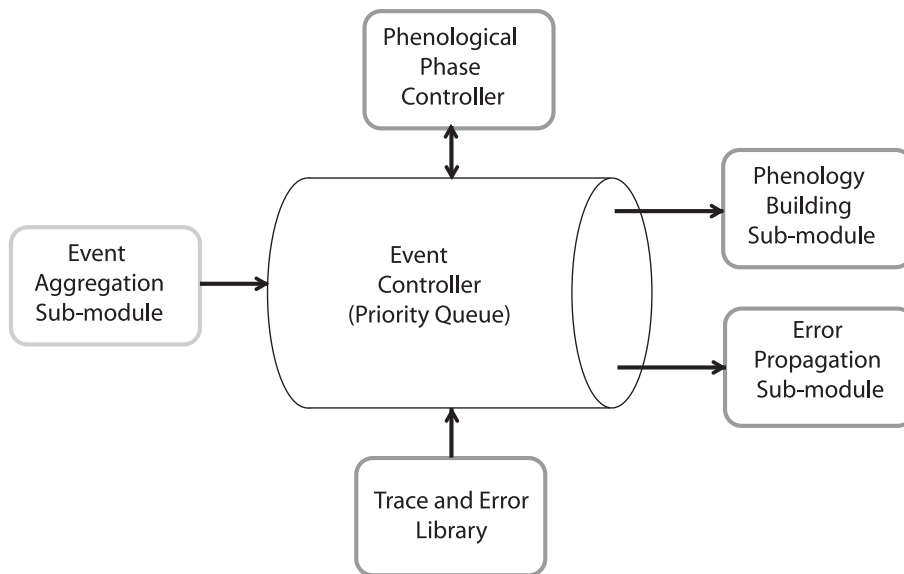 Phenological
Phase
Controller
Event
Aggregation
Sub-module
Event
Controller
(Priority Queue)
Phenology
Building
Sub-module
Error
Propagation
Sub-module
Trace and Error
Library